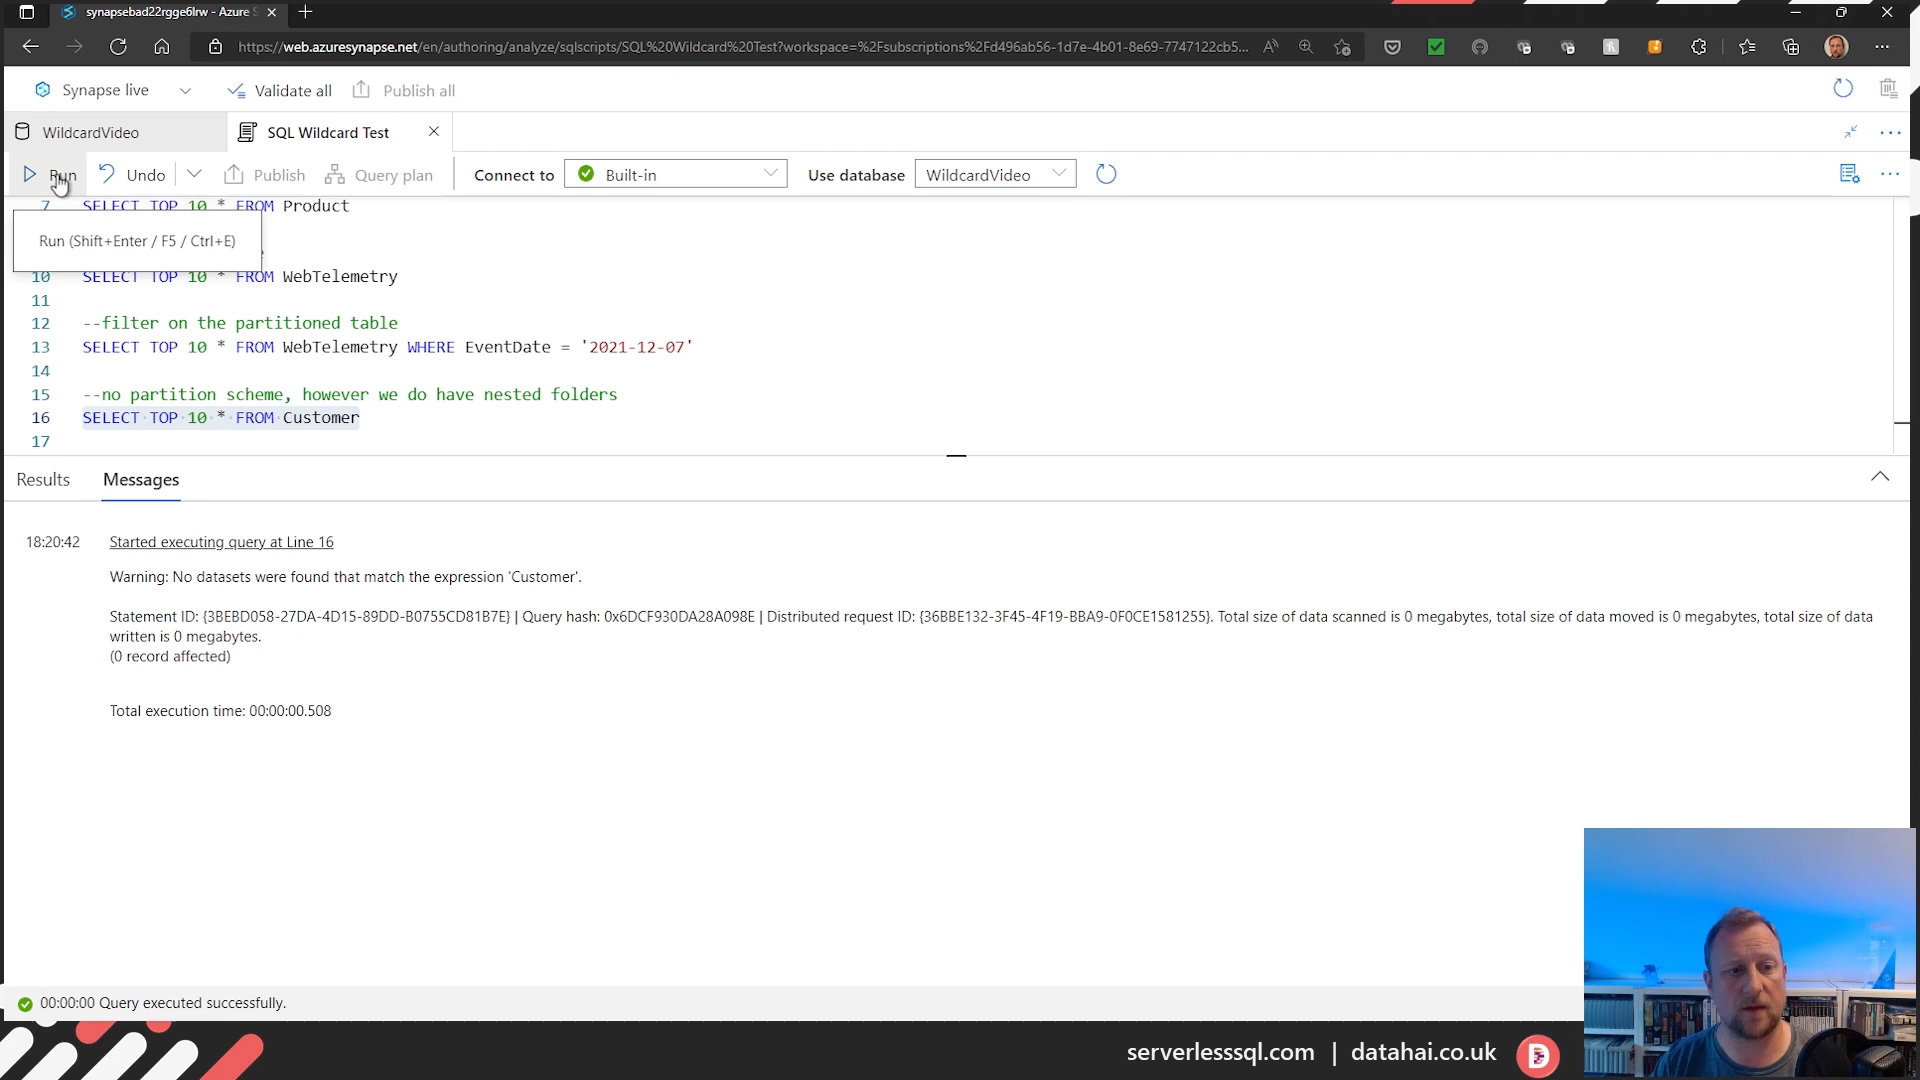 synapsebad22rgge6lrw - Azure S
https://web.azuresynapse.net/en/authoring/analyze/sqlscripts/SQL%20Wildcard%20Test?workspace=%2Fsubscriptions%2Fd496ab56-1d7e-4b01-8e69-7747122cb5...
Synapse live
Validate all
Publish all
WildcardVideo
SQL Wildcard Test
Run
Undo
Publish
Query plan
Connect to
Built-in
Use database
WildcardVideo
7 SELECT TOP 10 * FROM Product
Run (Shift+Enter / F5 / Ctrl+E)
10 SELECT TOP 10 * FROM WebTelemetry
11
12 --filter on the partitioned table
13 SELECT TOP 10 * FROM WebTelemetry WHERE EventDate = '2021-12-07'
14
15 --no partition scheme, however we do have nested folders
16 SELECT TOP 10 * FROM Customer
17
Results
Messages
18:20:42 Started executing query at Line 16
Warning: No datasets were found that match the expression 'Customer'.
Statement ID: {3BEBD058-27DA-4D15-89DD-B0755CD81B7E} | Query hash: 0x6DCF930DA28A098E | Distributed request ID: {36BBE132-3F45-4F19-BBA9-0F0CE1581255}. Total size of data scanned is 0 megabytes, total size of data moved is 0 megabytes, total size of data
written is 0 megabytes.
(0 record affected)
Total execution time: 00:00:00.508
00:00:00 Query executed successfully.
serverlesssql.com | datahai.co.uk